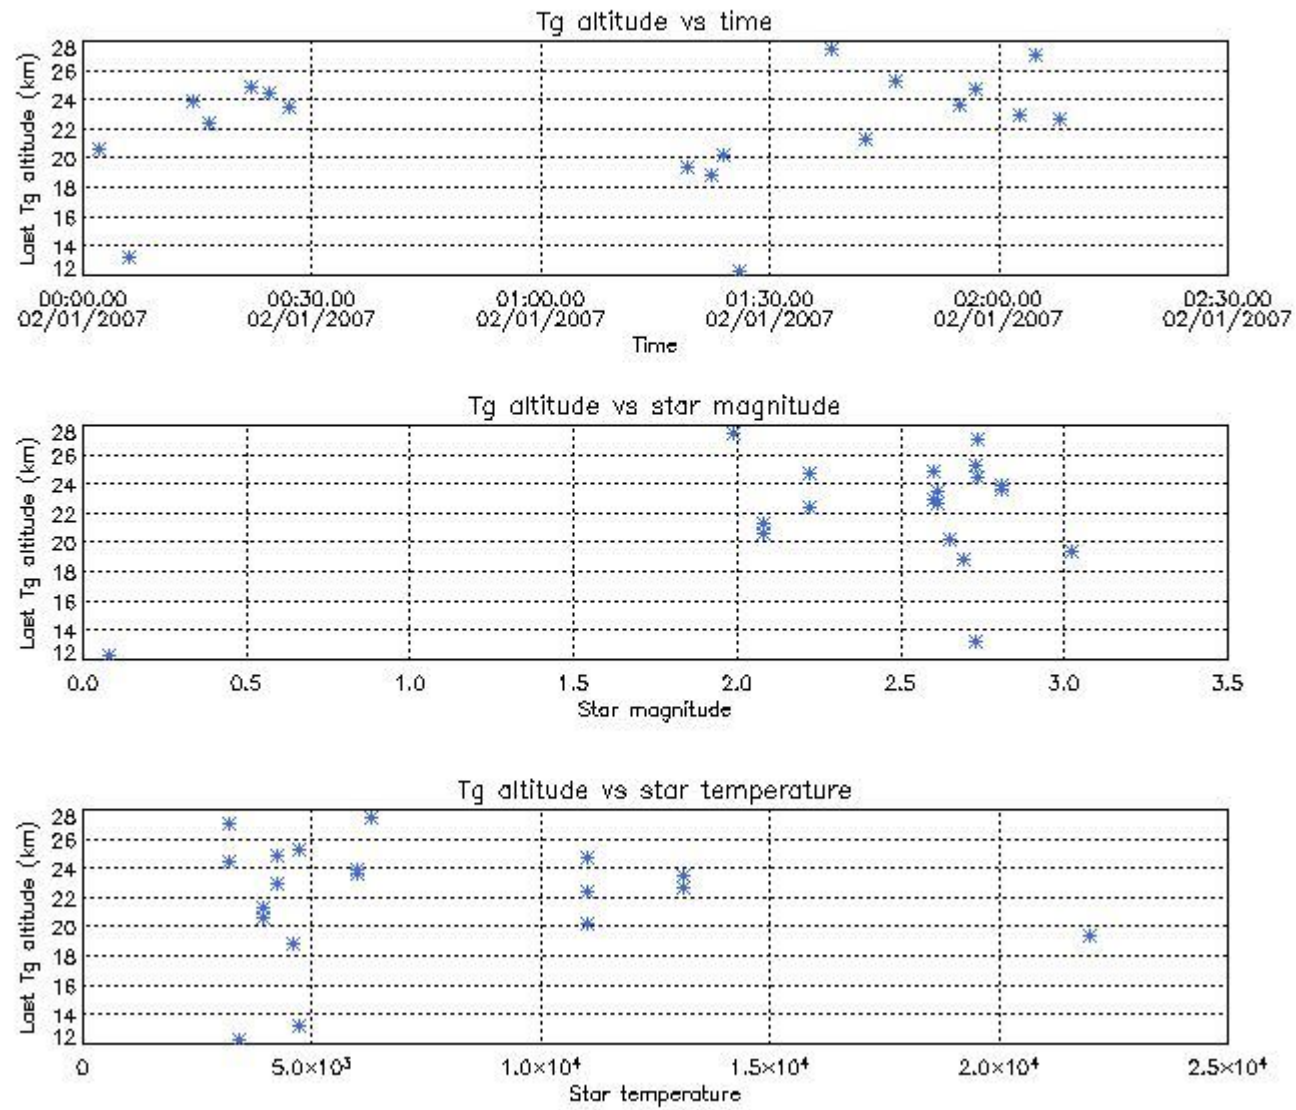 Tg altitude vs time
Last Tg altitude (km)
28
26
24
22
20
18
16
14
12
00:00.00 00:30.00 01:00.00 01:30.00 02:00.00 02:30.00
02/01/2007 02/01/2007 02/01/2007 02/01/2007 02/01/2007 02/01/2007
Time
Tg altitude vs star magnitude
Last Tg altitude (km)
28
26
24
22
20
18
16
14
12
0.0 0.5 1.0 1.5 2.0 2.5 3.0 3.5
Star magnitude
Tg altitude vs star temperature
Last Tg altitude (km)
28
26
24
22
20
18
16
14
12
0 5.0×10³ 1.0×10⁴ 1.5×10⁴ 2.0×10⁴ 2.5×10⁴
Star temperature